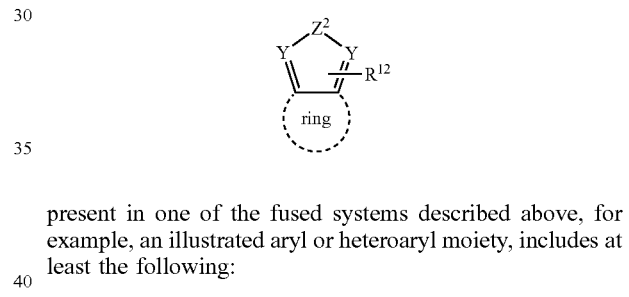 30
Z²
Y Y
R¹²
ring
35
present in one of the fused systems described above, for
example, an illustrated aryl or heteroaryl moiety, includes at
least the following:
40